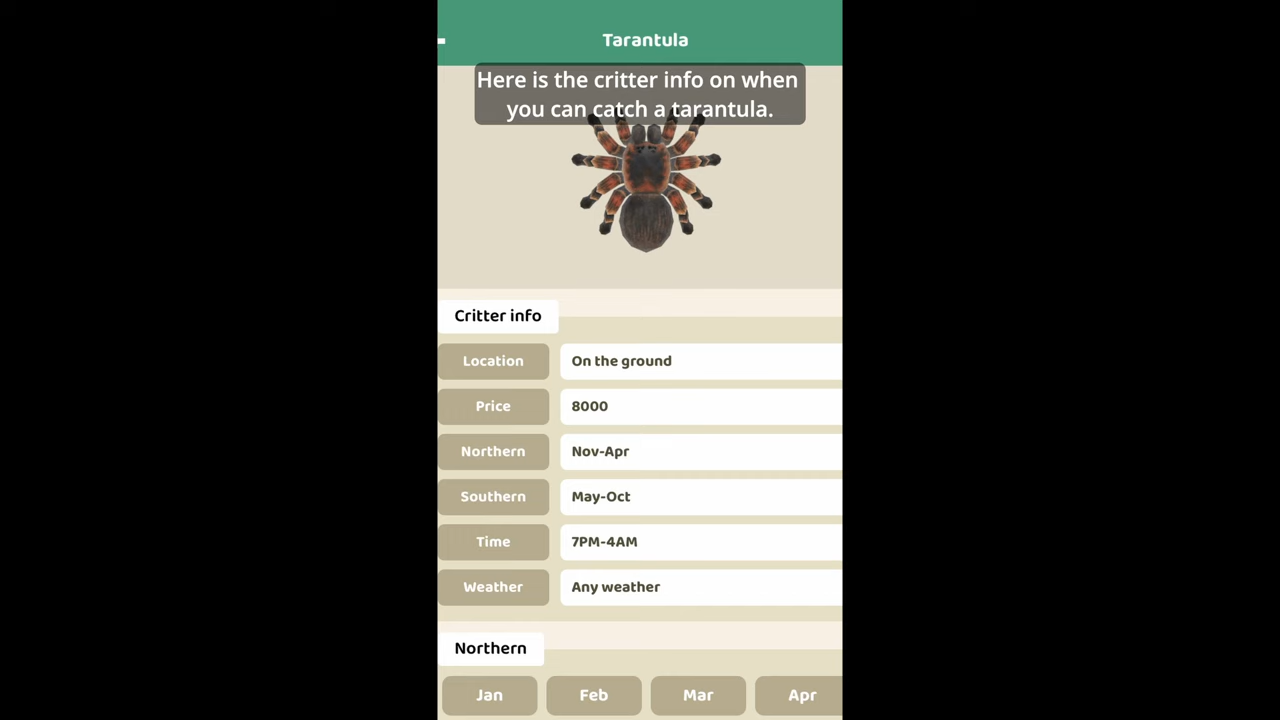 Tarantula
Here is the critter info on when
you can catch a tarantula.
Critter info
Location
On the ground
Price
8000
Northern
Nov-Apr
Southern
May-Oct
Time
7PM-4AM
Weather
Any weather
Northern
Jan
Feb
Mar
Apr